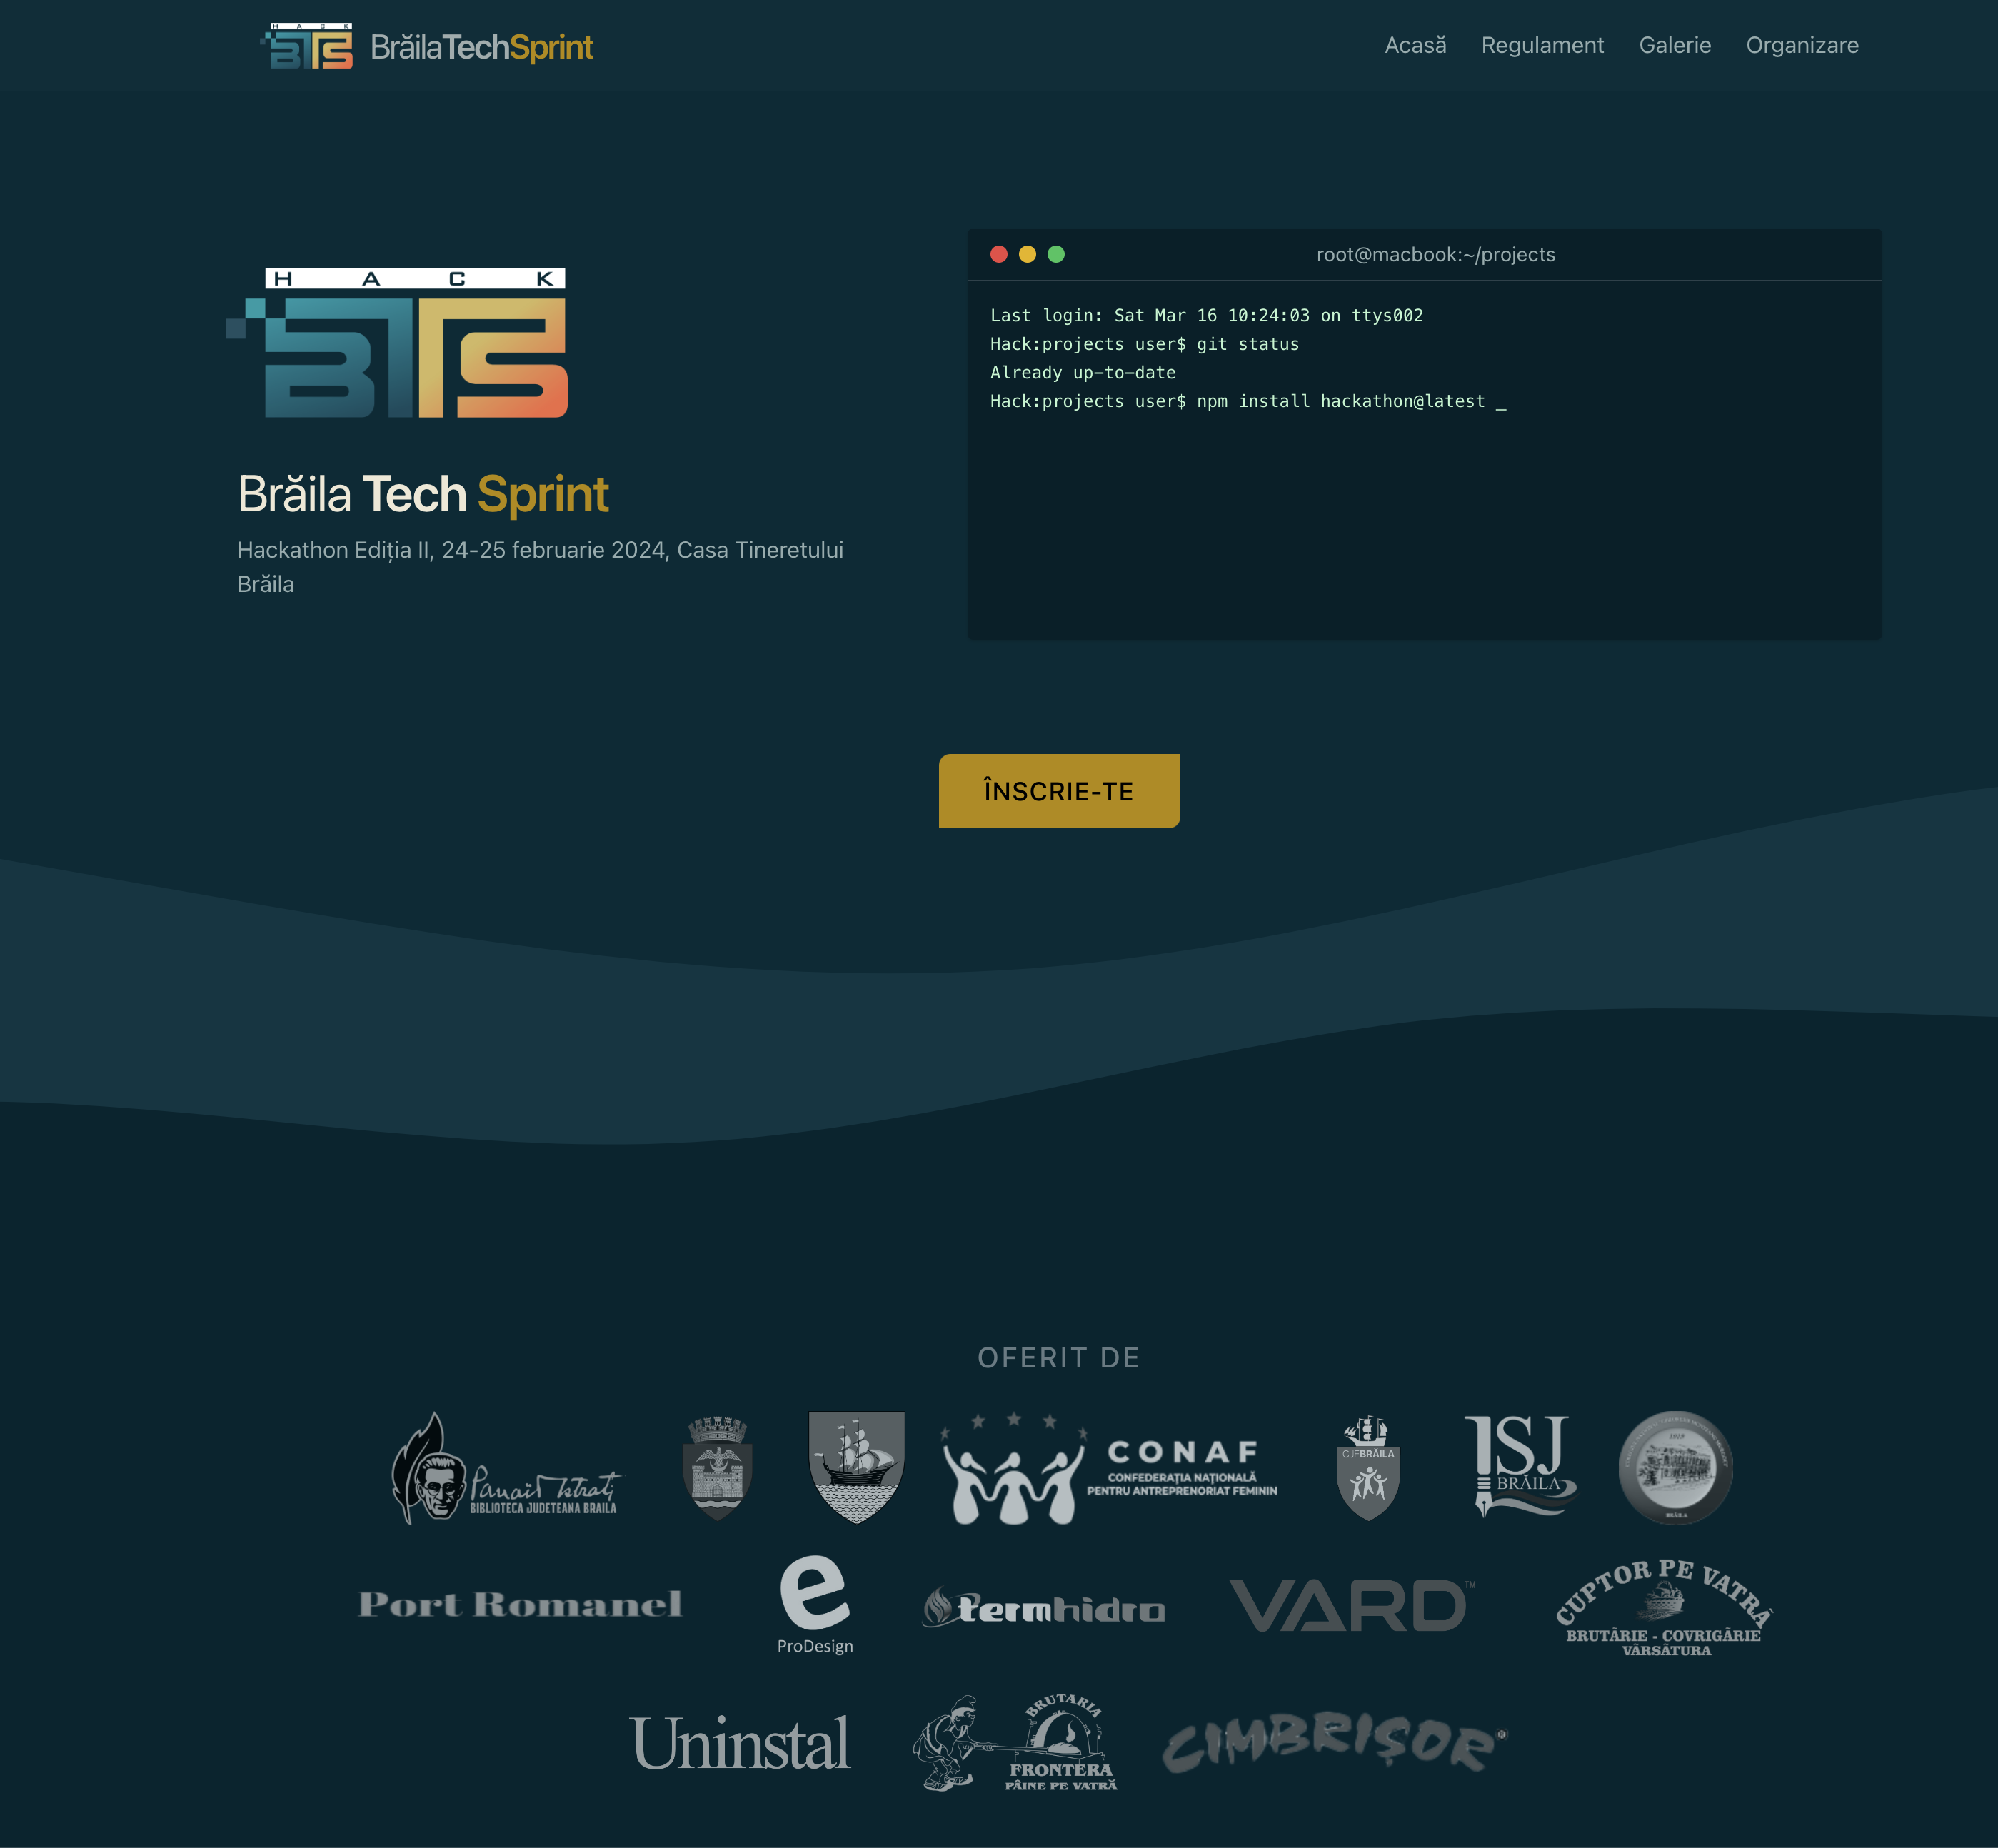 HACK
BTS
BrăilaTechSprint
Acasă
Regulament
Galerie
Organizare
HACK
BTS
Brăila Tech Sprint
Hackathon Ediția II, 24-25 februarie 2024, Casa Tineretului
Brăila
root@macbook:~/projects
Last login: Sat Mar 16 10:24:03 on ttys002
Hack:projects user$ git status
Already up-to-date
Hack:projects user$ npm install hackathon@latest _
ÎNSCRIE-TE
OFERIT DE
Panait Istrati
BIBLIOTECA JUDETEANA BRAILA
CONAF
CONFEDERAȚIA NAȚIONALĂ
PENTRU ANTREPRENORIAT FEMININ
CJEBRĂILA
ISJ
BRĂILA
1919
BRĂILA
Port Romanel
e
ProDesign
termhidro
VARD™
CUPTOR PE VATRĂ
BRUTĂRIE - COVRIGĂRIE
VĂRSĂTURA
Uninstal
BRUTARIA
FRONTERA
PÂINE PE VATRĂ
CIMBRIȘOR®